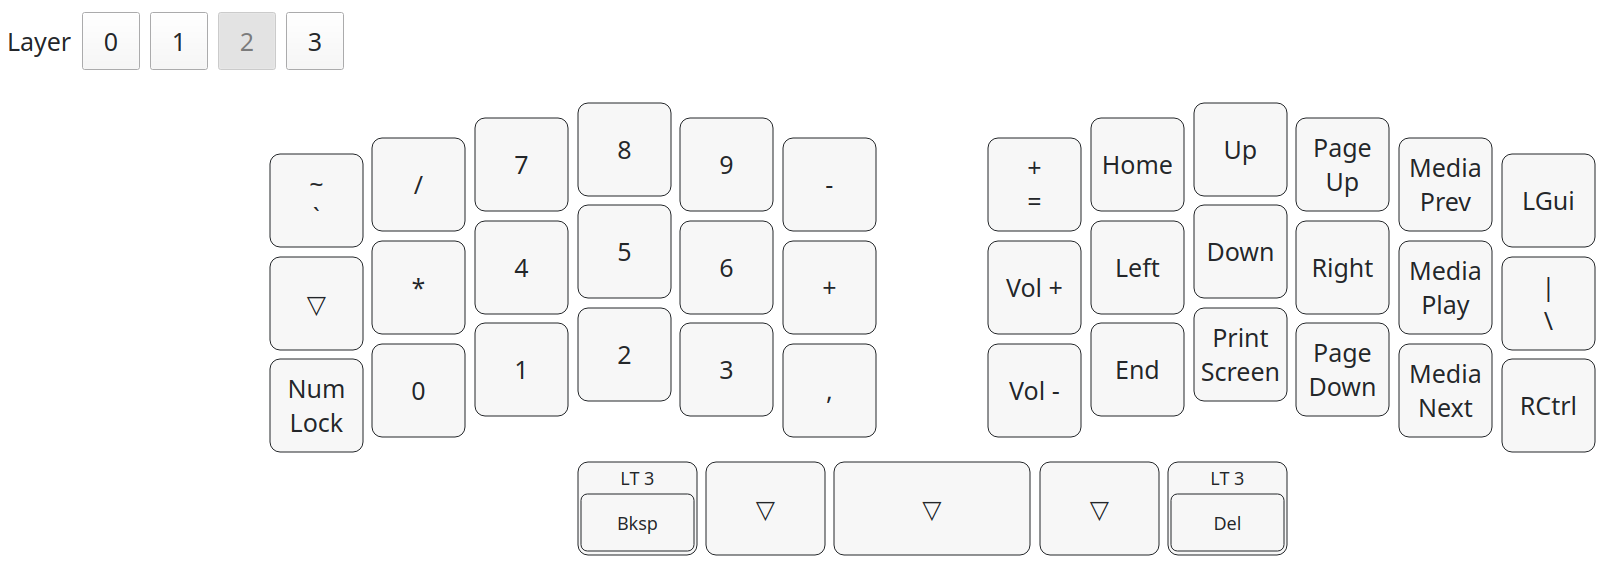 Layer 0 1 2 3
~ / 7 8 9 - + Home Up Page Media LGui
` = Up Prev
▽ * 4 5 6 + Vol + Left Down Right Media |
Play \
Num 0 1 2 3 , Vol - End Print Page Media RCtrl
Lock Screen Down Next
LT 3 ▽ ▽ ▽ LT 3
Bksp Del